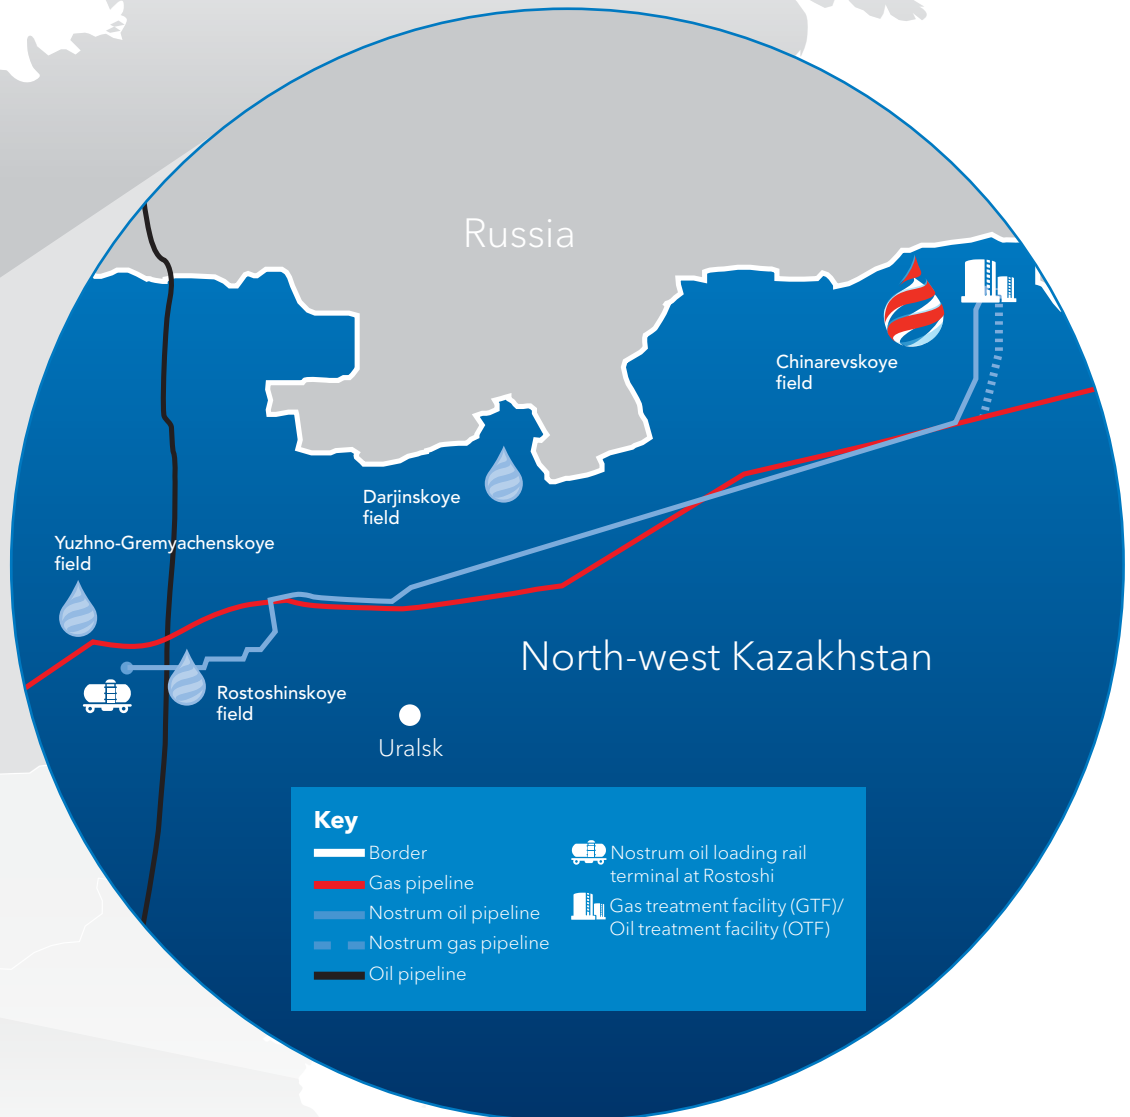 Russia
Chinarevskoye
field
Darjinskoye
field
Yuzhno-Gremyachenskoye
field
North-west Kazakhstan
Rostoshinskoye
field
Uralsk
Key
Border
Gas pipeline
Nostrum oil pipeline
Nostrum gas pipeline
Oil pipeline
Nostrum oil loading rail
terminal at Rostoshi
Gas treatment facility (GTF)/
Oil treatment facility (OTF)